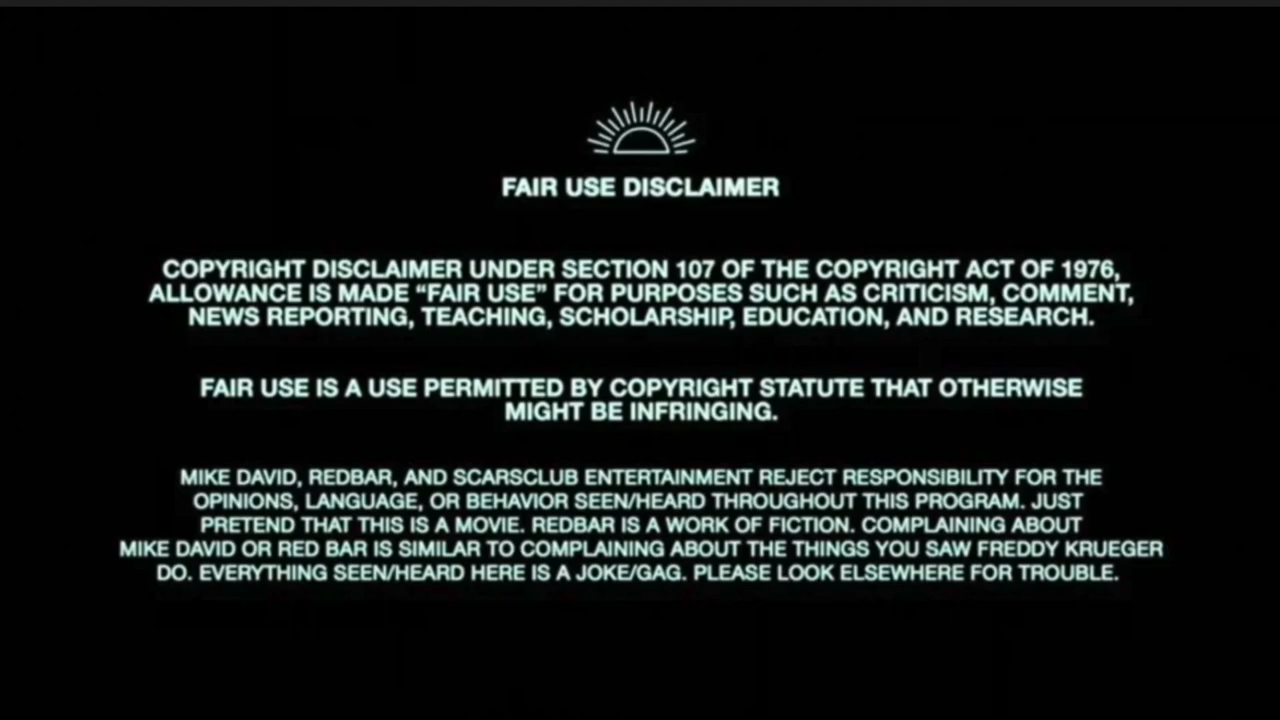 FAIR USE DISCLAIMER
COPYRIGHT DISCLAIMER UNDER SECTION 107 OF THE COPYRIGHT ACT OF 1976,
ALLOWANCE IS MADE “FAIR USE” FOR PURPOSES SUCH AS CRITICISM, COMMENT,
NEWS REPORTING, TEACHING, SCHOLARSHIP, EDUCATION, AND RESEARCH.
FAIR USE IS A USE PERMITTED BY COPYRIGHT STATUTE THAT OTHERWISE
MIGHT BE INFRINGING.
MIKE DAVID, REDBAR, AND SCARSCLUB ENTERTAINMENT REJECT RESPONSIBILITY FOR THE
OPINIONS, LANGUAGE, OR BEHAVIOR SEEN/HEARD THROUGHOUT THIS PROGRAM. JUST
PRETEND THAT THIS IS A MOVIE. REDBAR IS A WORK OF FICTION. COMPLAINING ABOUT
MIKE DAVID OR RED BAR IS SIMILAR TO COMPLAINING ABOUT THE THINGS YOU SAW FREDDY KRUEGER
DO. EVERYTHING SEEN/HEARD HERE IS A JOKE/GAG. PLEASE LOOK ELSEWHERE FOR TROUBLE.